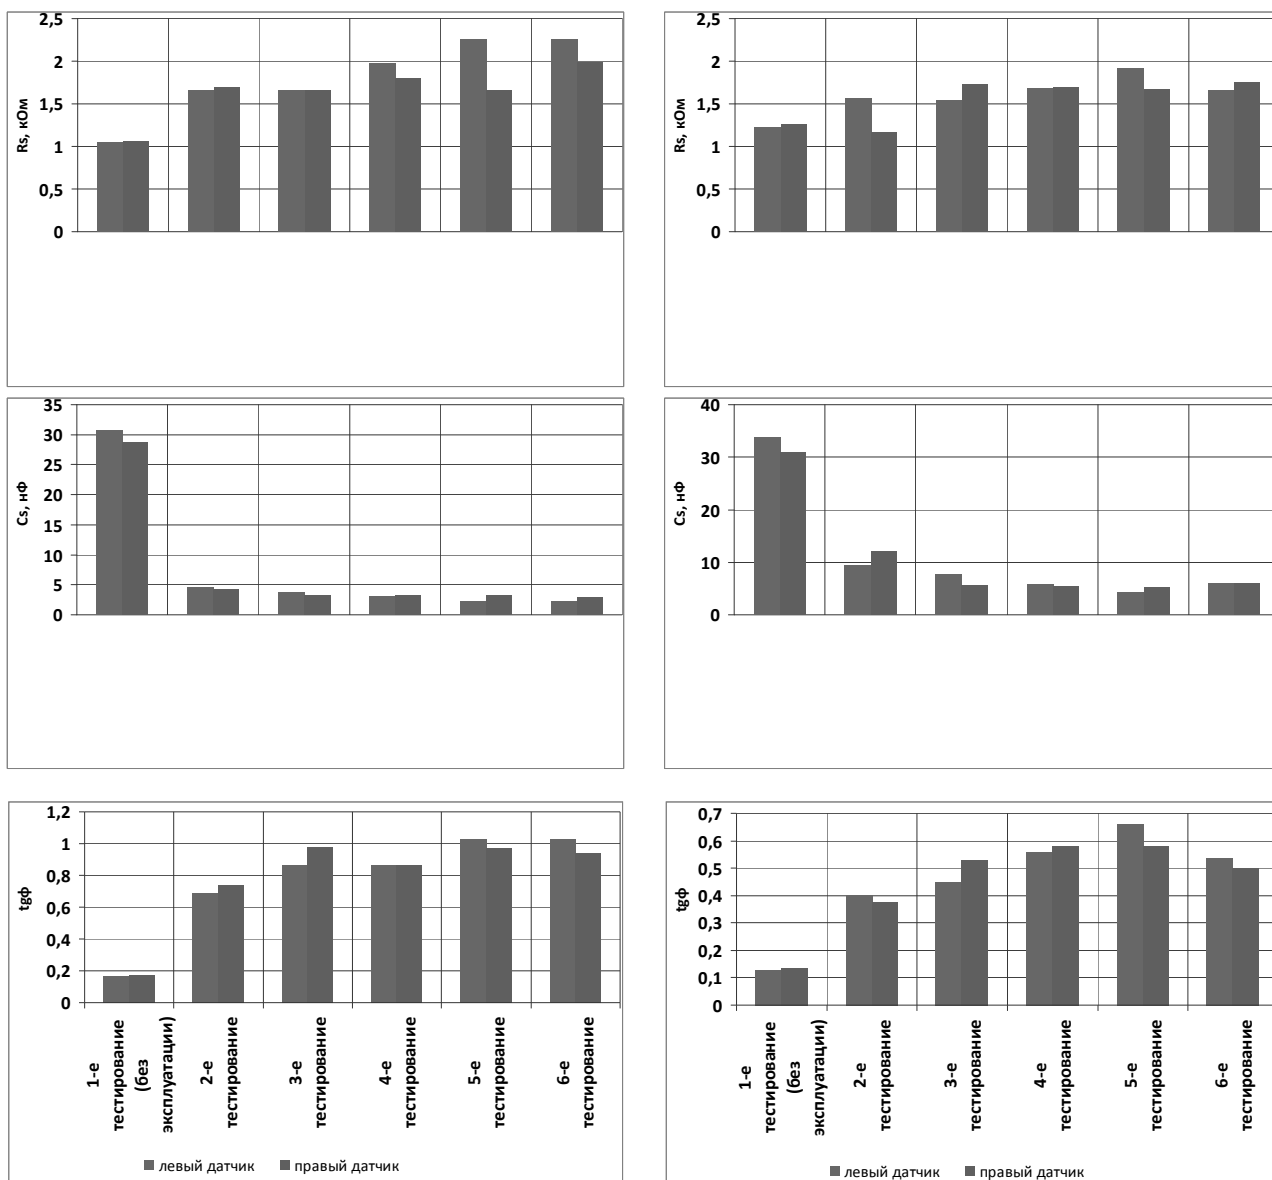 2,5
2
1,5
1
0,5
0
Rs, кОм
2,5
2
1,5
1
0,5
0
Rs, кОм
35
30
25
20
15
10
5
0
Cs, нФ
40
30
20
10
0
Cs, нФ
1,2
1
0,8
0,6
0,4
0,2
0
tgф
1-е
тестирование
(без
эксплуатации)
2-е
тестирование
3-е
тестирование
4-е
тестирование
5-е
тестирование
6-е
тестирование
левый датчик
правый датчик
0,7
0,6
0,5
0,4
0,3
0,2
0,1
0
tgф
1-е
тестирование
(без
эксплуатации)
2-е
тестирование
3-е
тестирование
4-е
тестирование
5-е
тестирование
6-е
тестирование
левый датчик
правый датчик